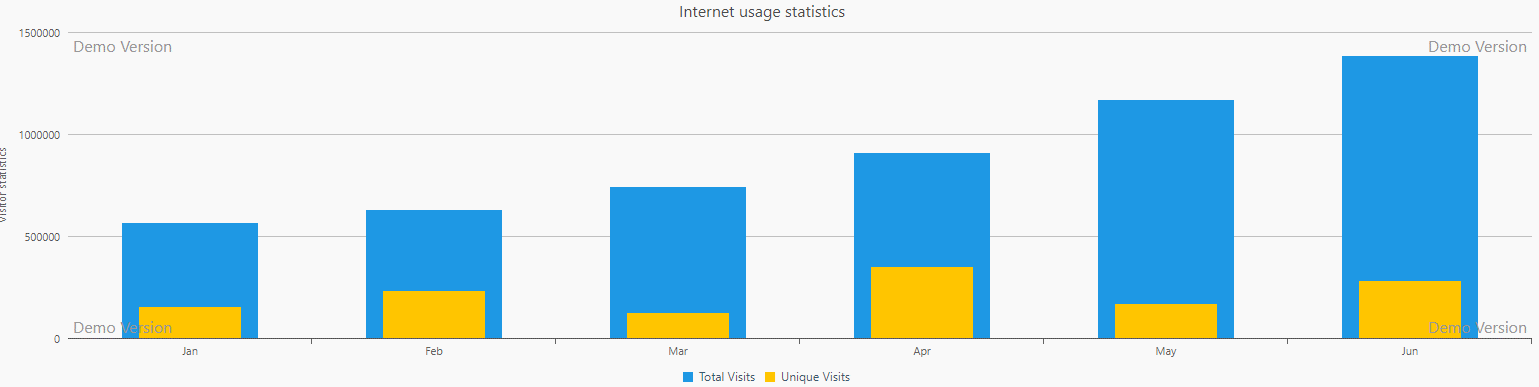 Internet usage statistics
1500000
Demo Version
Demo Version
1000000
Visitor statistics
500000
Demo Version
Demo Version
0
Jan
Feb
Mar
Apr
May
Jun
Total Visits
Unique Visits